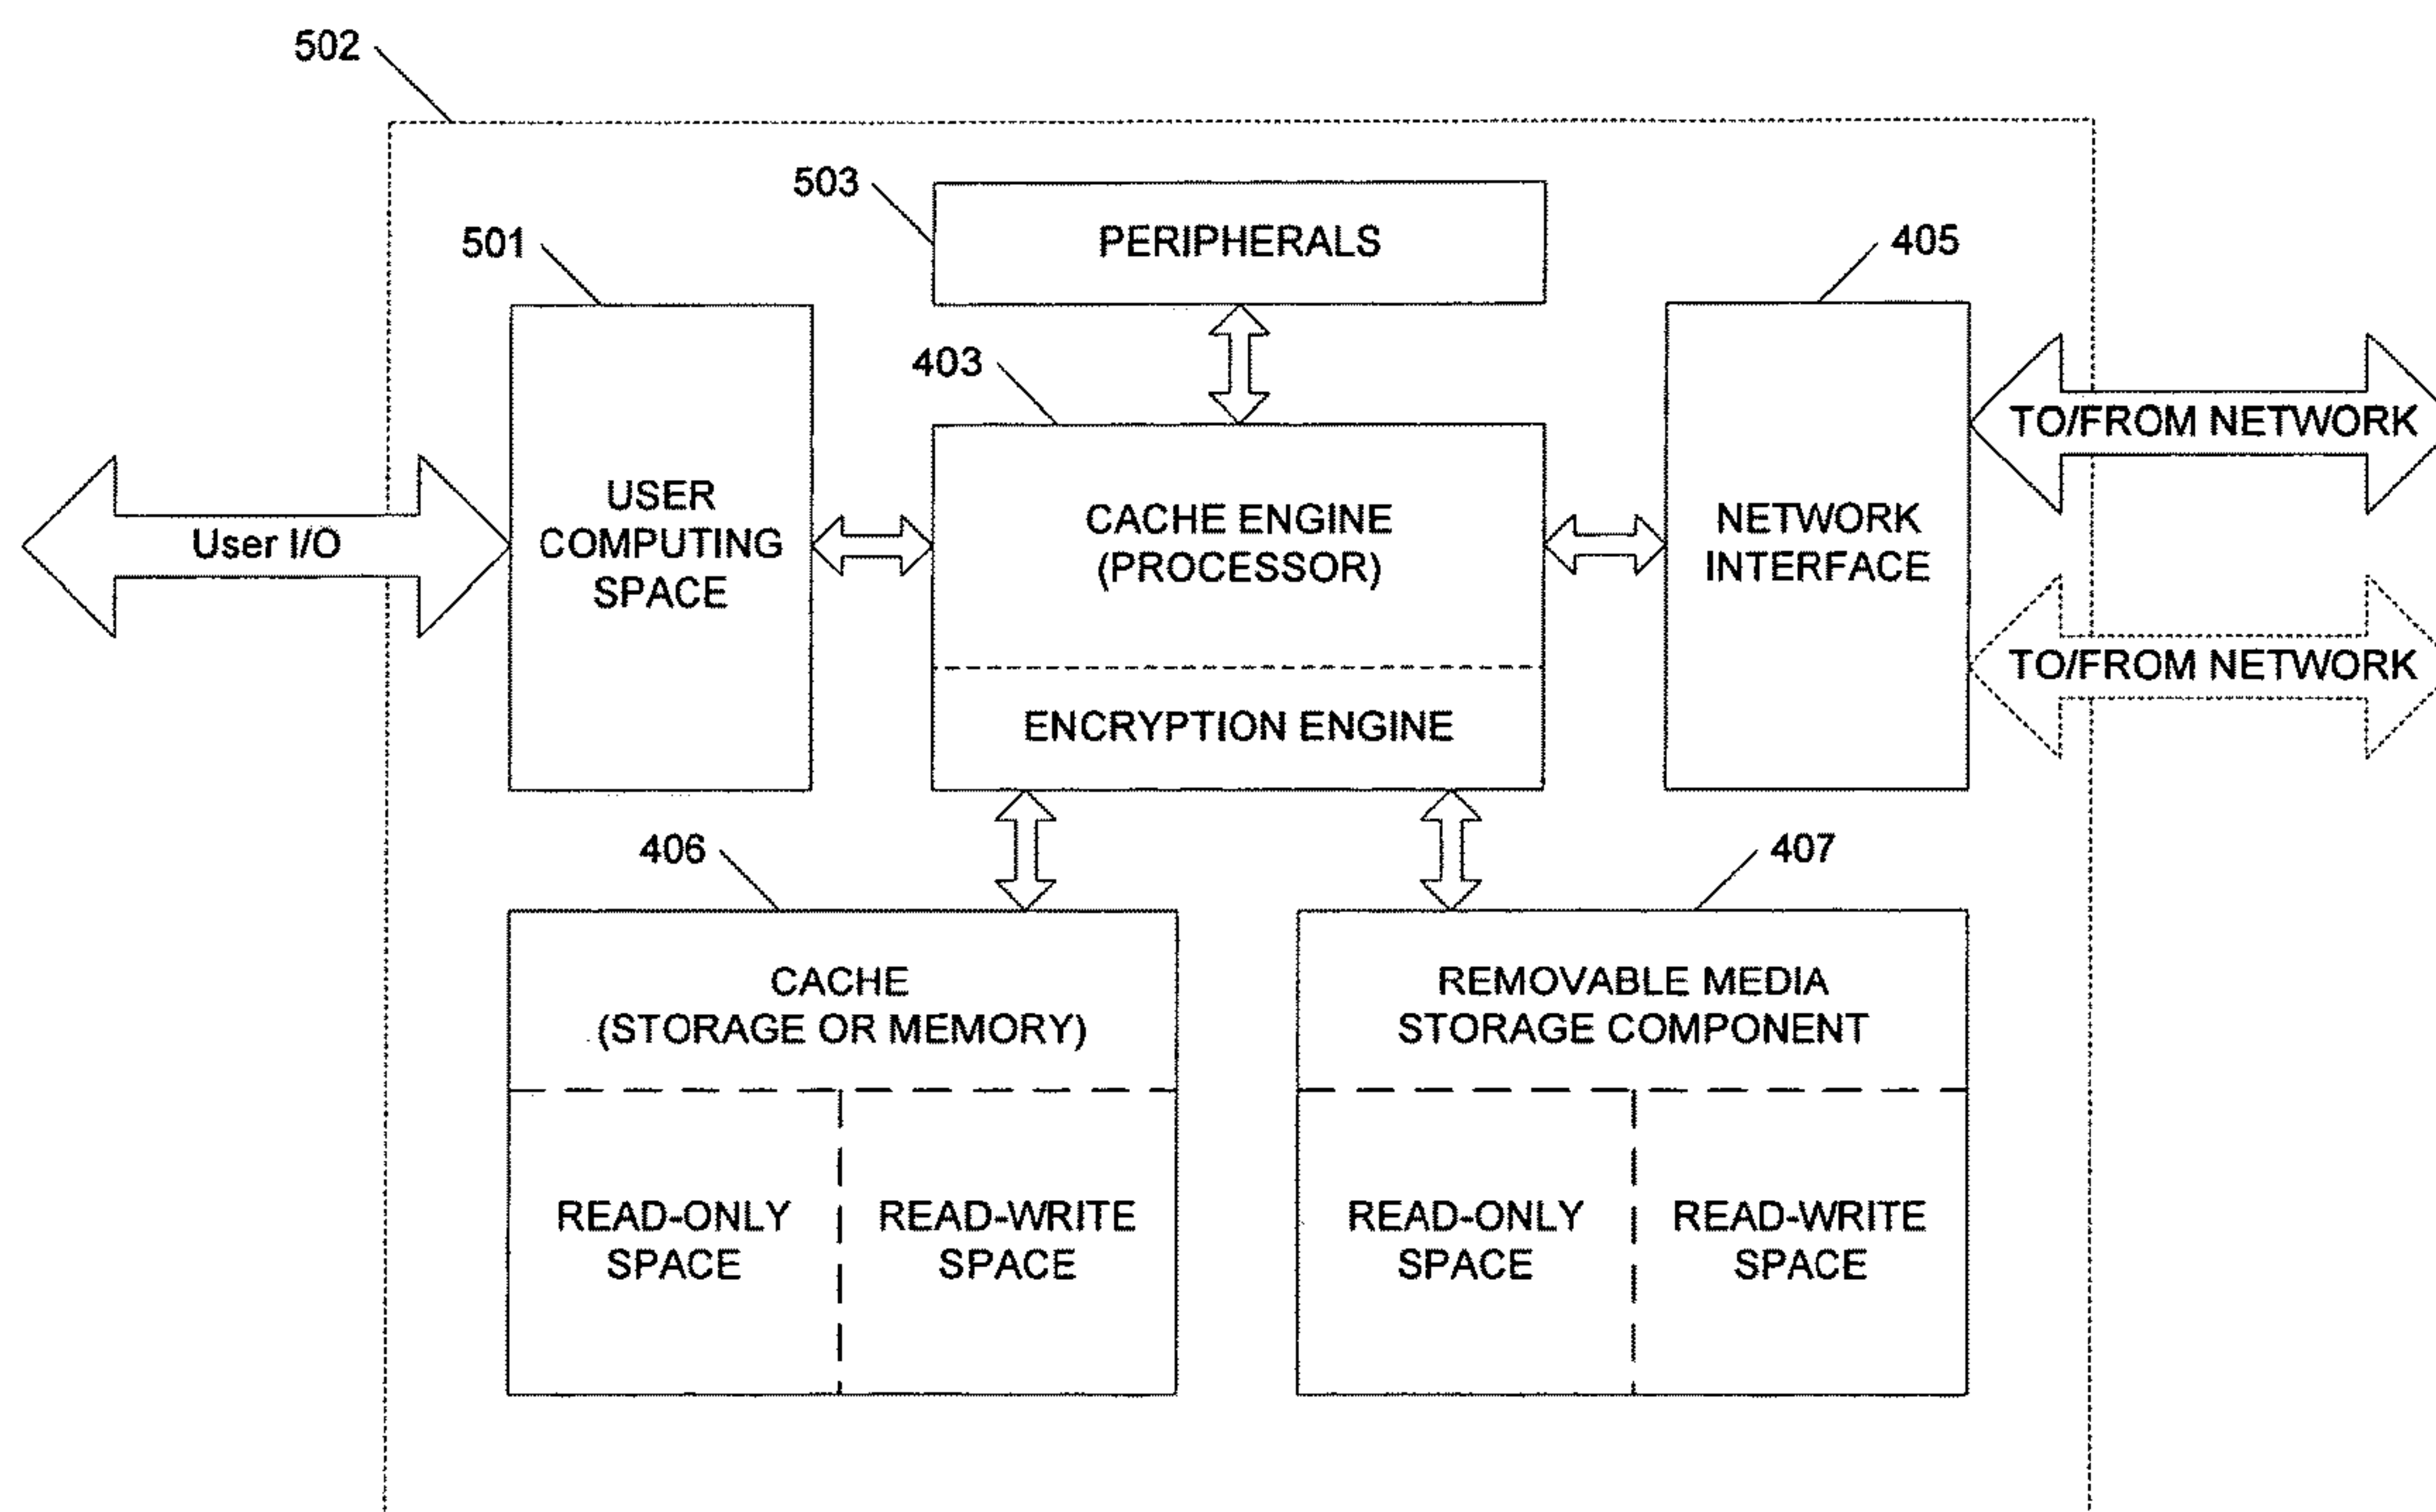 502
503
PERIPHERALS
501
405
403
TO/FROM NETWORK
User I/O
USER
COMPUTING
SPACE
CACHE ENGINE
(PROCESSOR)
NETWORK
INTERFACE
TO/FROM NETWORK
ENCRYPTION ENGINE
406
407
CACHE
(STORAGE OR MEMORY)
REMOVABLE MEDIA
STORAGE COMPONENT
READ-ONLY
SPACE
READ-WRITE
SPACE
READ-ONLY
SPACE
READ-WRITE
SPACE